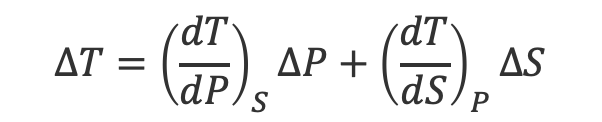 ΔT = (dT/dP)_S ΔP + (dT/dS)_P ΔS